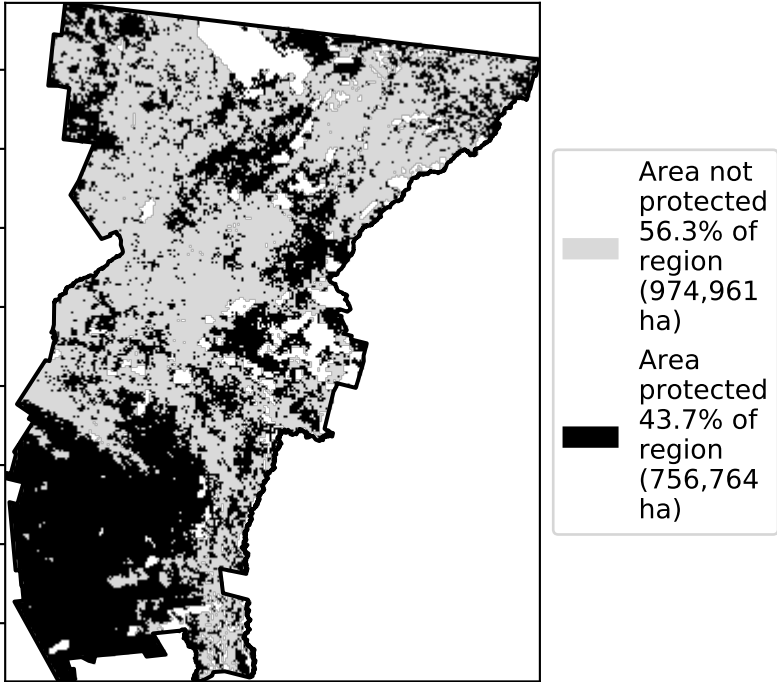 Area not
protected
56.3% of
region
(974,961
ha)
Area
protected
43.7% of
region
(756,764
ha)